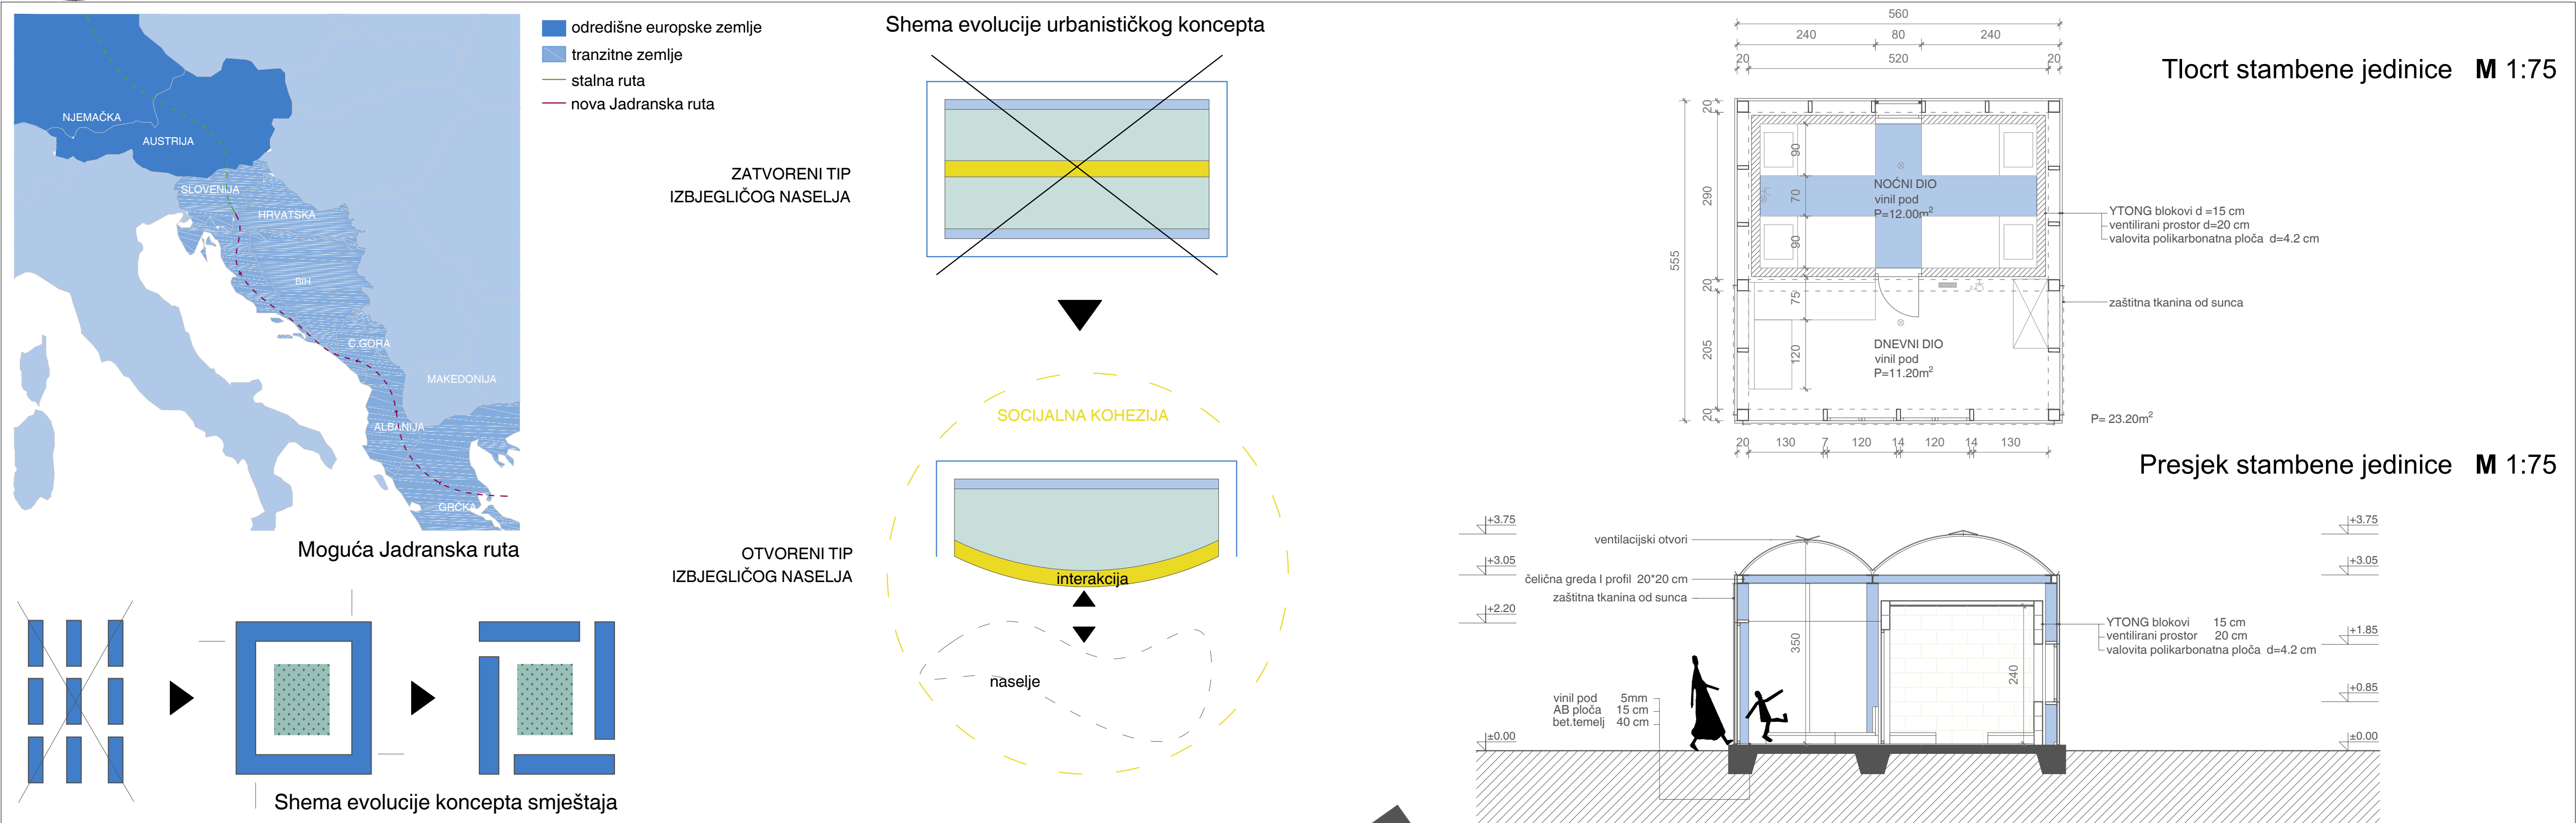 odredišne europske zemlje
tranzitne zemlje
stalna ruta
nova Jadranska ruta
NJEMAČKA
AUSTRIJA
SLOVENIJA
HRVATSKA
BIH
Č.GORA
MAKEDONIJA
ALBANIJA
GRČKA
Moguća Jadranska ruta
Shema evolucije koncepta smještaja
Shema evolucije urbanističkog koncepta
ZATVORENI TIP
IZBJEGLIČOG NASELJA
SOCIJALNA KOHEZIJA
OTVORENI TIP
IZBJEGLIČOG NASELJA
interakcija
naselje
Tlocrt stambene jedinice M 1:75
560
240 80 240
20 520 20
20
290
20
205
20
555
90
70
90
75
120
NOĆNI DIO
vinil pod
P=12.00m²
DNEVNI DIO
vinil pod
P=11.20m²
YTONG blokovi d =15 cm
ventilirani prostor d=20 cm
valovita polikarbonatna ploča d=4.2 cm
zaštitna tkanina od sunca
P= 23.20m²
20 130 7 120 14 120 14 130
Presjek stambene jedinice M 1:75
+3.75
+3.05
+2.20
±0.00
ventilacijski otvori
čelična greda I profil 20*20 cm
zaštitna tkanina od sunca
350
240
vinil pod 5mm
AB ploča 15 cm
bet.temelj 40 cm
YTONG blokovi 15 cm
ventilirani prostor 20 cm
valovita polikarbonatna ploča d=4.2 cm
+3.75
+3.05
+1.85
+0.85
±0.00